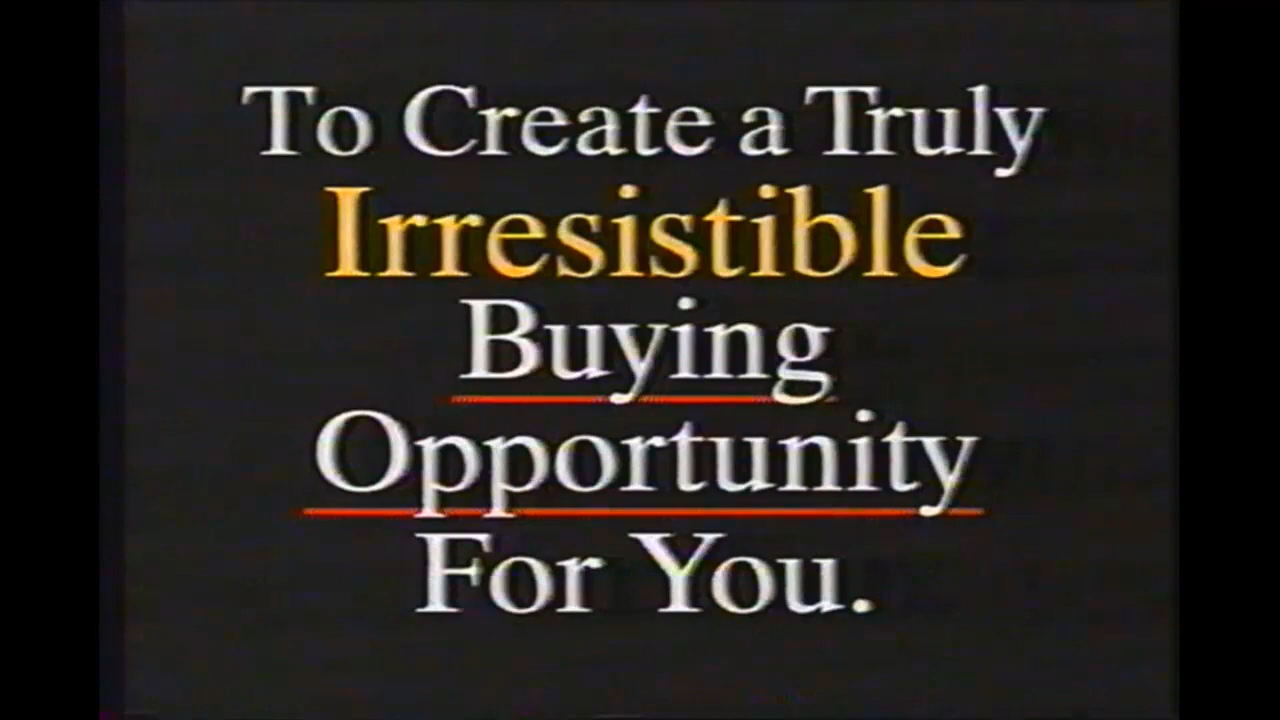 To Create a Truly
Irresistible
Buying
Opportunity
For You.